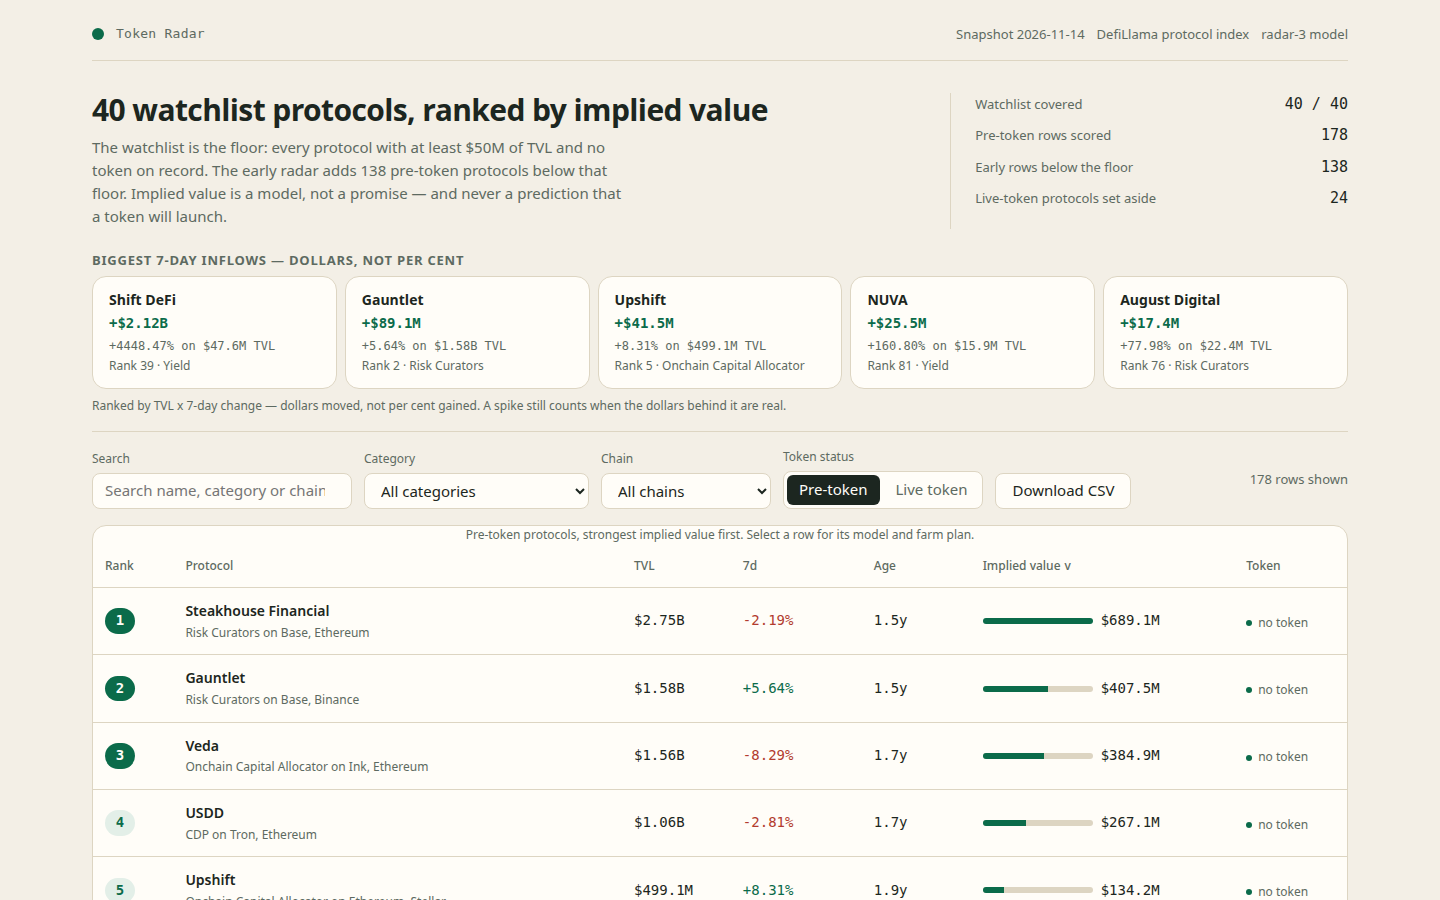 Token Radar
Snapshot 2026-11-14 DefiLlama protocol index radar-3 model
40 watchlist protocols, ranked by implied value
The watchlist is the floor: every protocol with at least $50M of TVL and no
token on record. The early radar adds 138 pre-token protocols below that
floor. Implied value is a model, not a promise — and never a prediction that
a token will launch.
Watchlist covered 40 / 40
Pre-token rows scored 178
Early rows below the floor 138
Live-token protocols set aside 24
BIGGEST 7-DAY INFLOWS — DOLLARS, NOT PER CENT
Shift DeFi
+$2.12B
+4448.47% on $47.6M TVL
Rank 39 · Yield
Gauntlet
+$89.1M
+5.64% on $1.58B TVL
Rank 2 · Risk Curators
Upshift
+$41.5M
+8.31% on $499.1M TVL
Rank 5 · Onchain Capital Allocator
NUVA
+$25.5M
+160.80% on $15.9M TVL
Rank 81 · Yield
August Digital
+$17.4M
+77.98% on $22.4M TVL
Rank 76 · Risk Curators
Ranked by TVL x 7-day change — dollars moved, not per cent gained. A spike still counts when the dollars behind it are real.
Search
Search name, category or chain
Category
All categories
Chain
All chains
Token status
Pre-token Live token
Download CSV
178 rows shown
Pre-token protocols, strongest implied value first. Select a row for its model and farm plan.
Rank Protocol TVL 7d Age Implied value v Token
1 Steakhouse Financial $2.75B -2.19% 1.5y $689.1M no token
Risk Curators on Base, Ethereum
2 Gauntlet $1.58B +5.64% 1.5y $407.5M no token
Risk Curators on Base, Binance
3 Veda $1.56B -8.29% 1.7y $384.9M no token
Onchain Capital Allocator on Ink, Ethereum
4 USDD $1.06B -2.81% 1.7y $267.1M no token
CDP on Tron, Ethereum
5 Upshift $499.1M +8.31% 1.9y $134.2M no token
Onchain Capital Allocator on Ethereum, Stellar